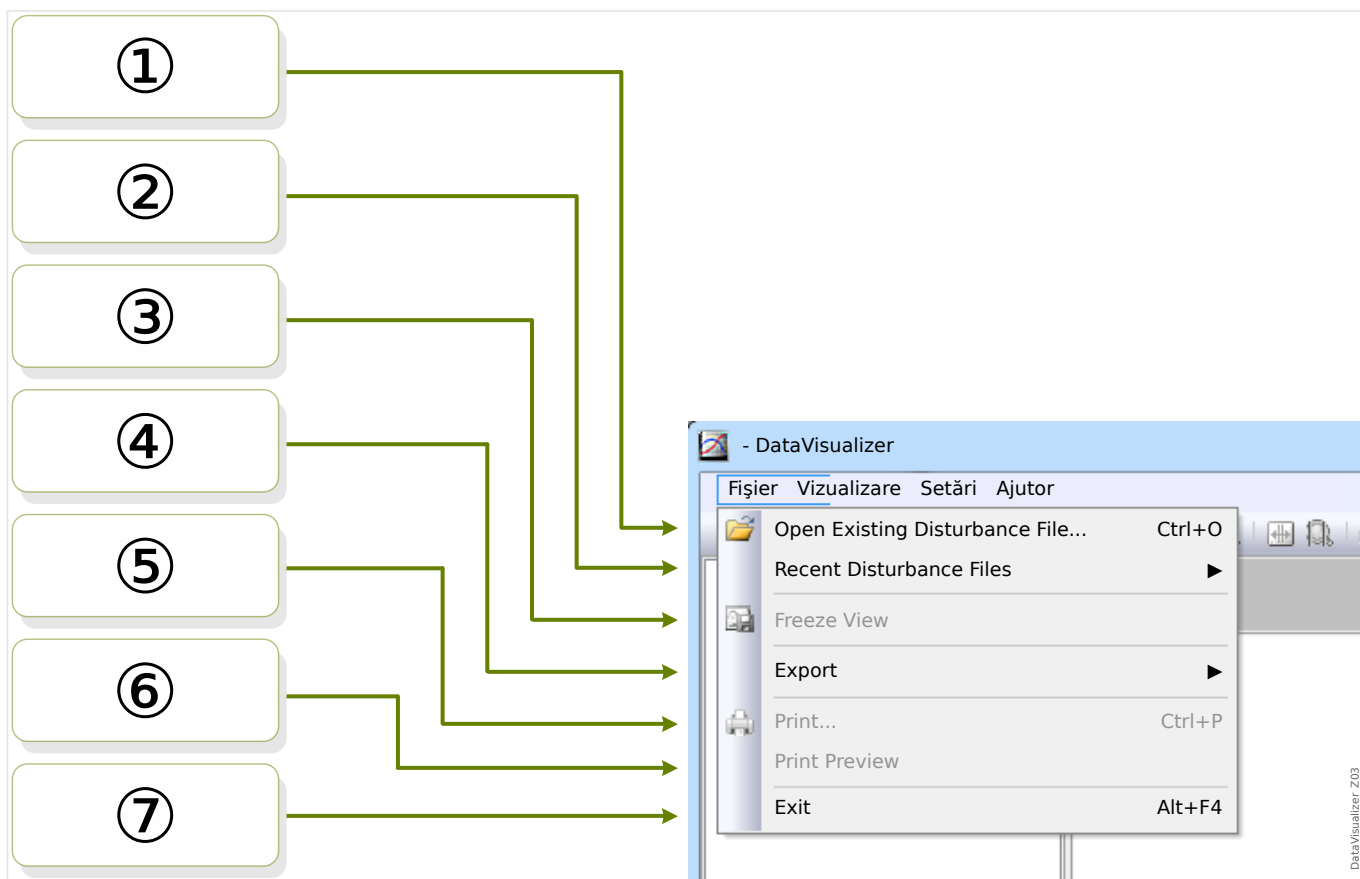 ①
②
③
④
⑤
⑥
⑦
- DataVisualizer
Fişier Vizualizare Setări Ajutor
Open Existing Disturbance File... Ctrl+O
Recent Disturbance Files ▶
Freeze View
Export ▶
Print... Ctrl+P
Print Preview
Exit Alt+F4
DataVisualizer Z03